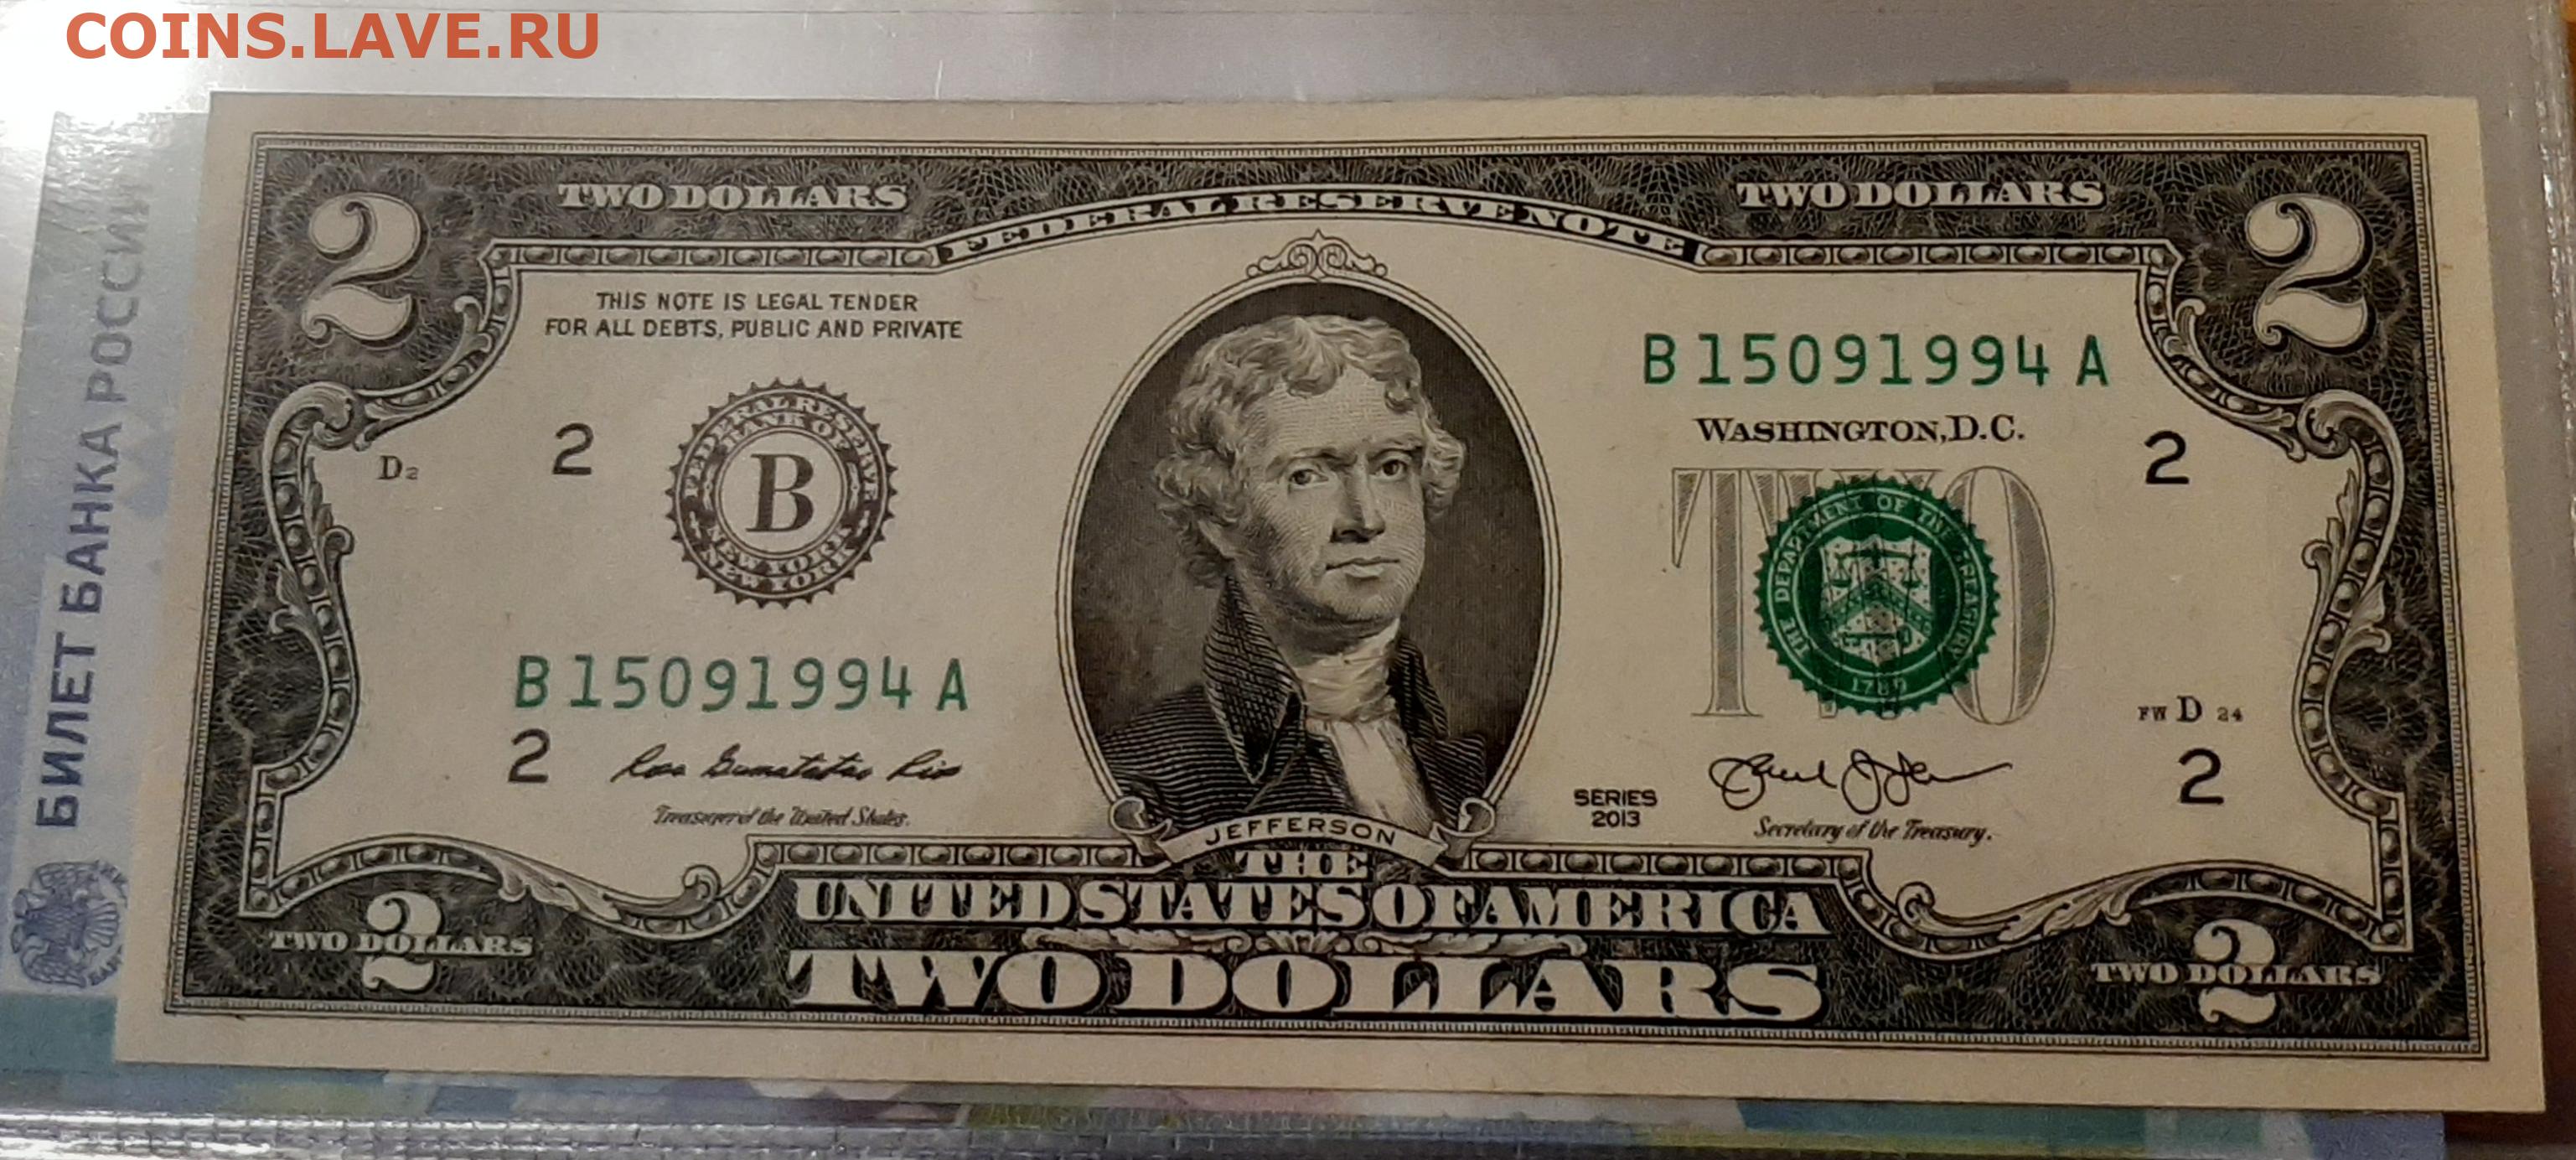 COINS.LAVE.RU
БИЛЕТ БАНКА РОССИИ
TWO DOLLARS
TWO DOLLARS
2
2
FEDERAL RESERVE NOTE
THIS NOTE IS LEGAL TENDER
FOR ALL DEBTS, PUBLIC AND PRIVATE
B 15091994 A
WASHINGTON, D.C.
D2
2
FEDERAL RESERVE
BANK OF
B
NEW YORK
NEW YORK
2
TWO
THE DEPARTMENT OF THE TREASURY
1789
B 15091994 A
FW D 24
2
Rosa Gumataotao Rios
Treasurer of the United States.
SERIES
2013
Secretary of the Treasury.
2
JEFFERSON
THE
UNITED STATES OF AMERICA
TWO DOLLARS
2
TWO DOLLARS
2
TWO DOLLARS